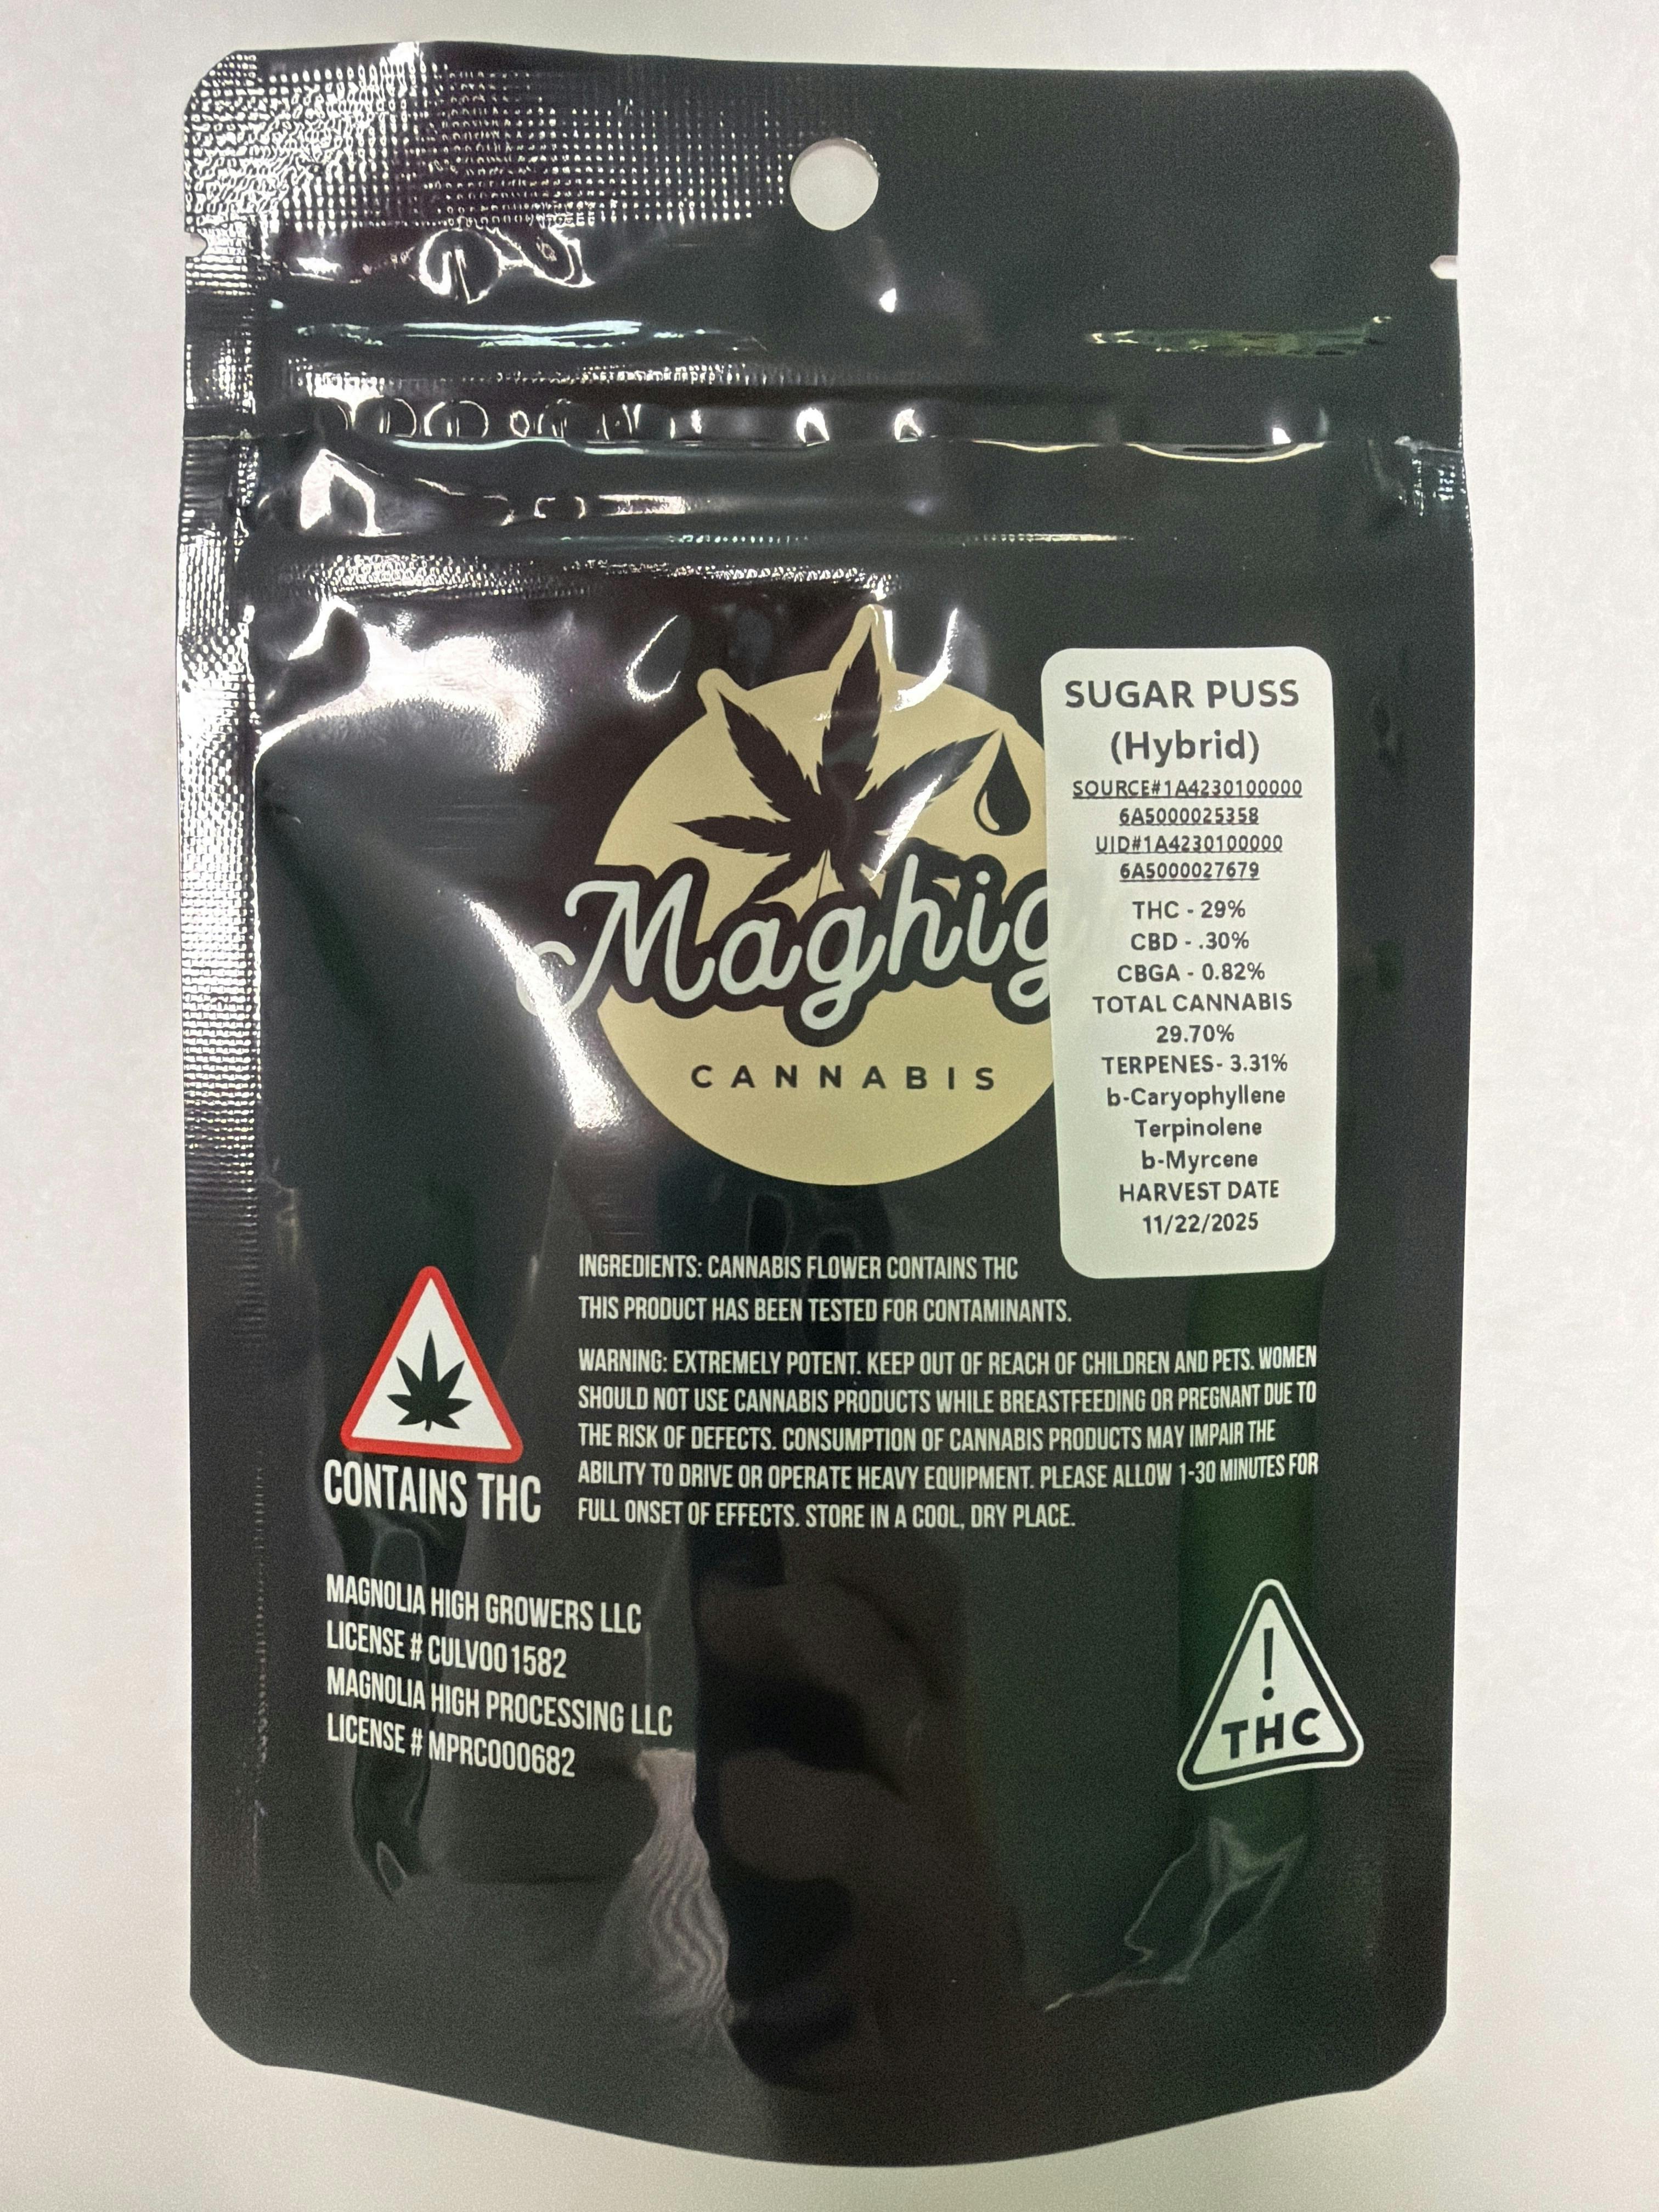 Maghig
CANNABIS
SUGAR PUSS
(Hybrid)
SOURCE#1A4230100000
6A5000025358
UID#1A4230100000
6A5000027679
THC - 29%
CBD - .30%
CBGA - 0.82%
TOTAL CANNABIS
29.70%
TERPENES- 3.31%
b-Caryophyllene
Terpinolene
b-Myrcene
HARVEST DATE
11/22/2025
INGREDIENTS: CANNABIS FLOWER CONTAINS THC
THIS PRODUCT HAS BEEN TESTED FOR CONTAMINANTS.
WARNING: EXTREMELY POTENT. KEEP OUT OF REACH OF CHILDREN AND PETS. WOMEN
SHOULD NOT USE CANNABIS PRODUCTS WHILE BREASTFEEDING OR PREGNANT DUE TO
THE RISK OF DEFECTS. CONSUMPTION OF CANNABIS PRODUCTS MAY IMPAIR THE
ABILITY TO DRIVE OR OPERATE HEAVY EQUIPMENT. PLEASE ALLOW 1-30 MINUTES FOR
FULL ONSET OF EFFECTS. STORE IN A COOL, DRY PLACE.
CONTAINS THC
MAGNOLIA HIGH GROWERS LLC
LICENSE # CULV001582
MAGNOLIA HIGH PROCESSING LLC
LICENSE # MPRC000682
!
THC